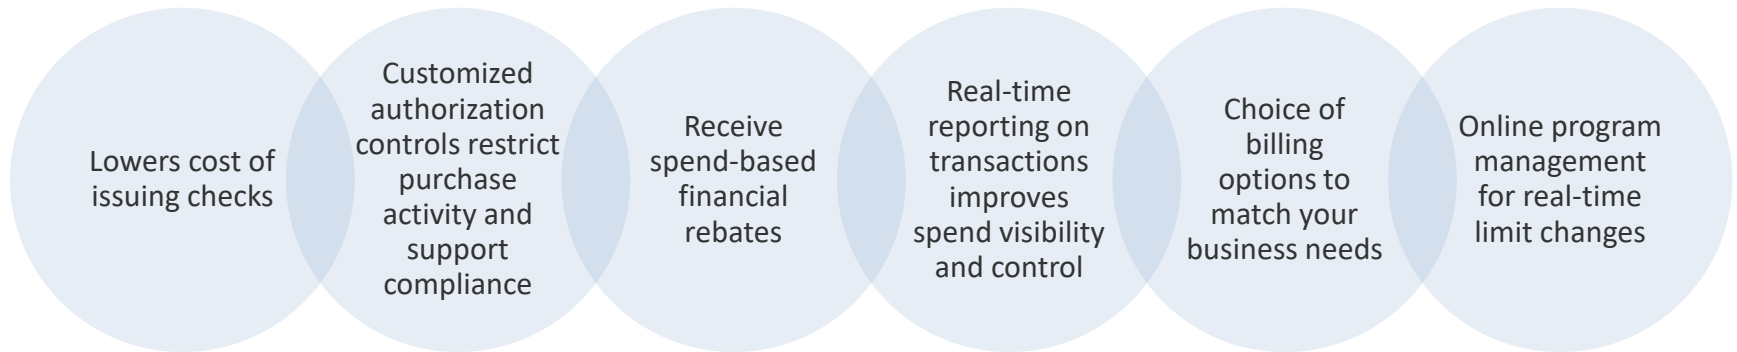 Lowers cost of
issuing checks
Customized
authorization
controls restrict
purchase
activity and
support
compliance
Receive
spend-based
financial
rebates
Real-time
reporting on
transactions
improves
spend visibility
and control
Choice of
billing
options to
match your
business needs
Online program
management
for real-time
limit changes